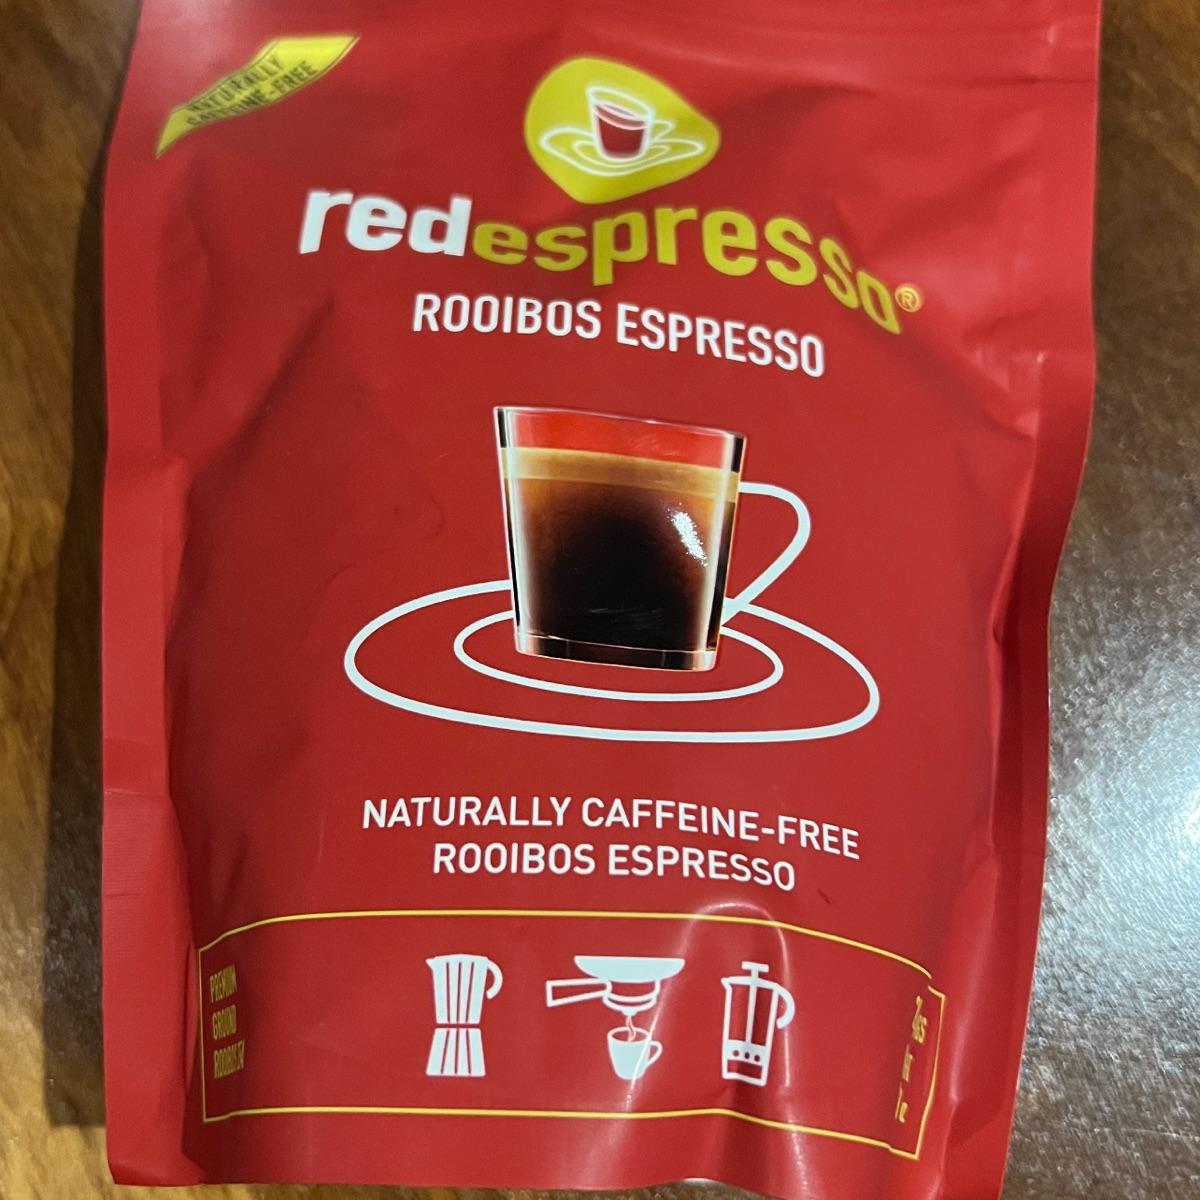 NATURALLY
CAFFEINE-FREE
redespresso®
ROOIBOS ESPRESSO
NATURALLY CAFFEINE-FREE
ROOIBOS ESPRESSO
PREMIUM
GROUND
ROOIBOS